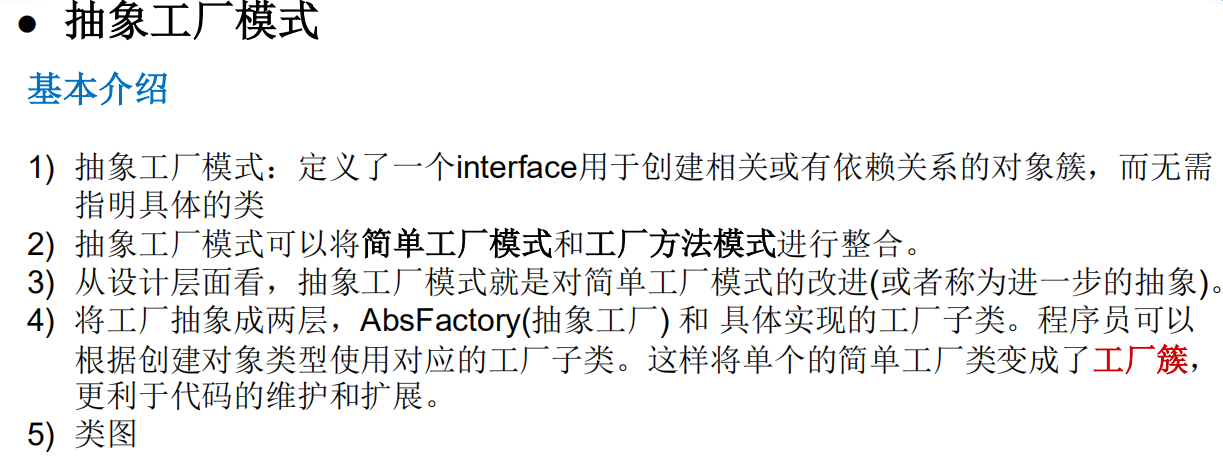 ● 抽象工厂模式
基本介绍
1) 抽象工厂模式：定义了一个interface用于创建相关或有依赖关系的对象簇，而无需
指明具体的类
2) 抽象工厂模式可以将简单工厂模式和工厂方法模式进行整合。
3) 从设计层面看，抽象工厂模式就是对简单工厂模式的改进(或者称为进一步的抽象)。
4) 将工厂抽象成两层，AbsFactory(抽象工厂) 和 具体实现的工厂子类。程序员可以
根据创建对象类型使用对应的工厂子类。这样将单个的简单工厂类变成了工厂簇，
更利于代码的维护和扩展。
5) 类图